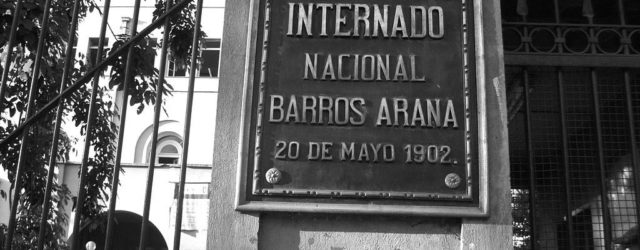 INTERNADO
NACIONAL
BARROS ARANA
20 DE MAYO 1902.